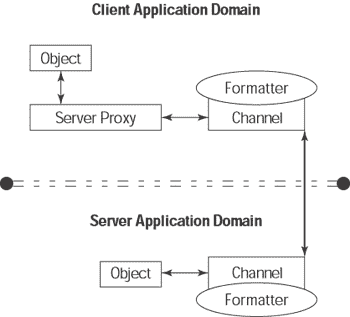 Client Application Domain
Object
Formatter
Server Proxy
Channel
Server Application Domain
Object
Channel
Formatter